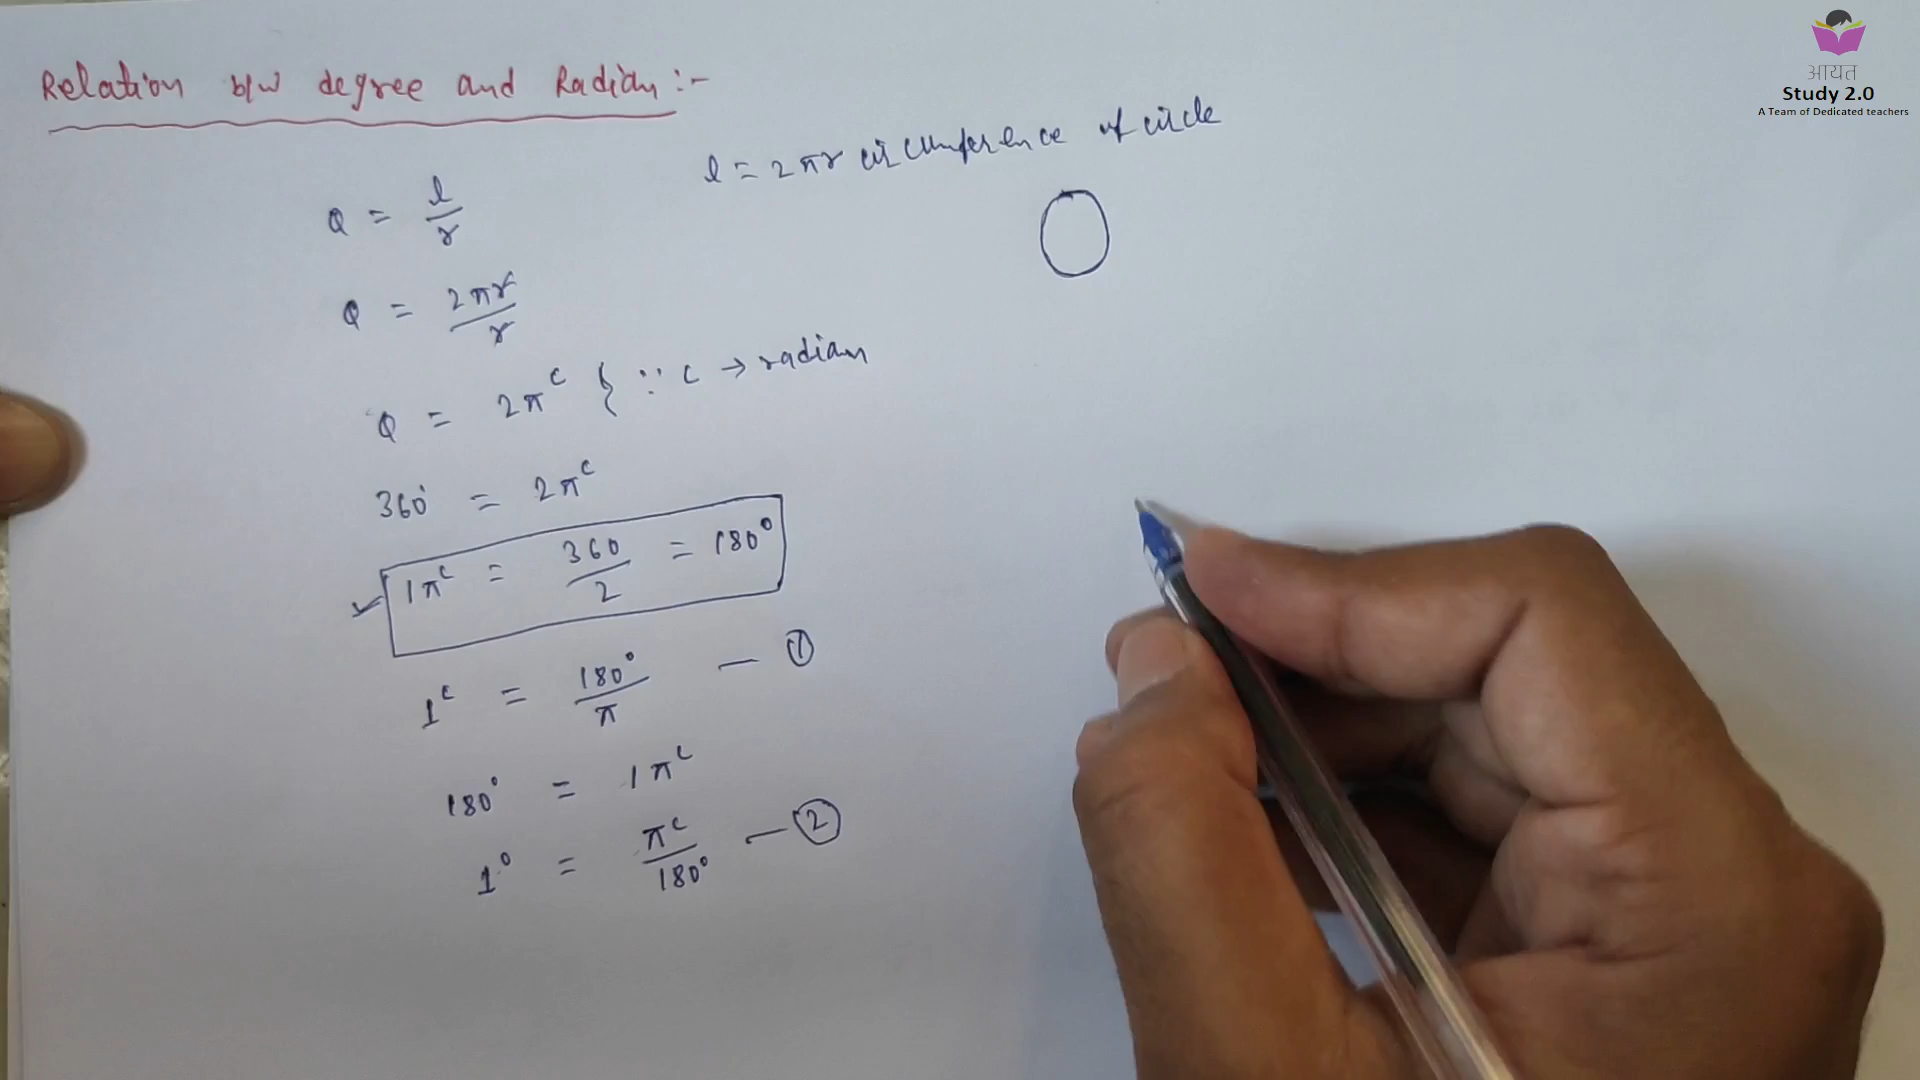 Relation b/w degree and Radian :-
l = 2πr circumference of circle
θ = l/r
θ = 2πr/r
θ = 2π^c { ∵ c → radian
360° = 2π^c
✓ 1π^c = 360/2 = 180°
1^c = 180°/π — ①
180° = 1π^c
1° = π^c/180° — ②
आयत
Study 2.0
A Team of Dedicated teachers